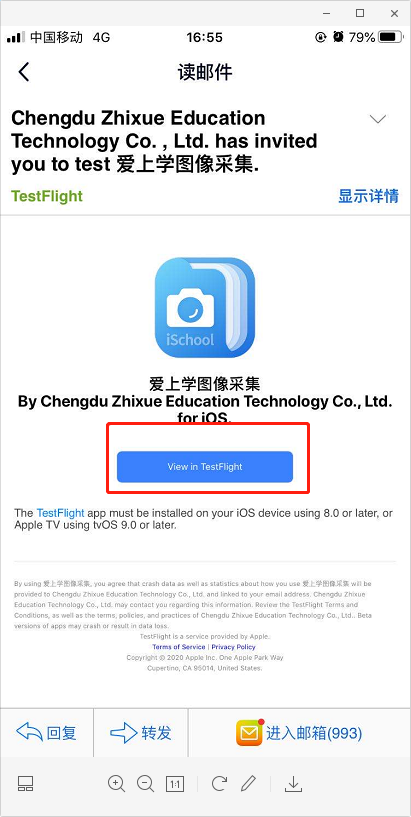 中国移动 4G 16:55 79%
读邮件
Chengdu Zhixue Education
Technology Co. , Ltd. has invited
you to test 爱上学图像采集.
TestFlight 显示详情
iSchool
爱上学图像采集
By Chengdu Zhixue Education Technology Co., Ltd.
for iOS.
View in TestFlight
The TestFlight app must be installed on your iOS device using 8.0 or later, or
Apple TV using tvOS 9.0 or later.
By using 爱上学图像采集, you agree that crash data as well as statistics about how you use 爱上学图像采集 will be
provided to Chengdu Zhixue Education Technology Co., Ltd. and linked to your email address. Chengdu Zhixue
Education Technology Co., Ltd. may contact you regarding this information. Review the TestFlight Terms and
Conditions, as well as the terms, policies, and practices of Chengdu Zhixue Education Technology Co., Ltd.. Beta
versions of apps may crash or result in data loss.
TestFlight is a service provided by Apple.
Terms of Service | Privacy Policy
Copyright © 2020 Apple Inc. One Apple Park Way
Cupertino, CA 95014, United States.
回复 转发 进入邮箱(993)
1:1